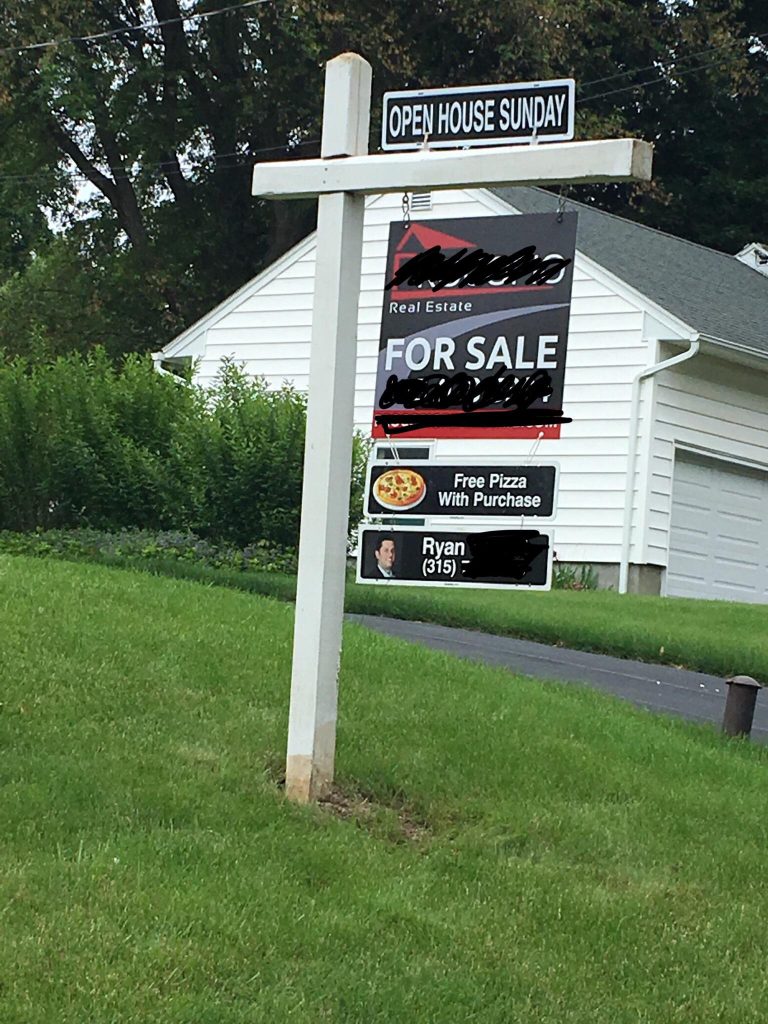 OPEN HOUSE SUNDAY
Real Estate
FOR SALE
Free Pizza
With Purchase
Ryan
(315)